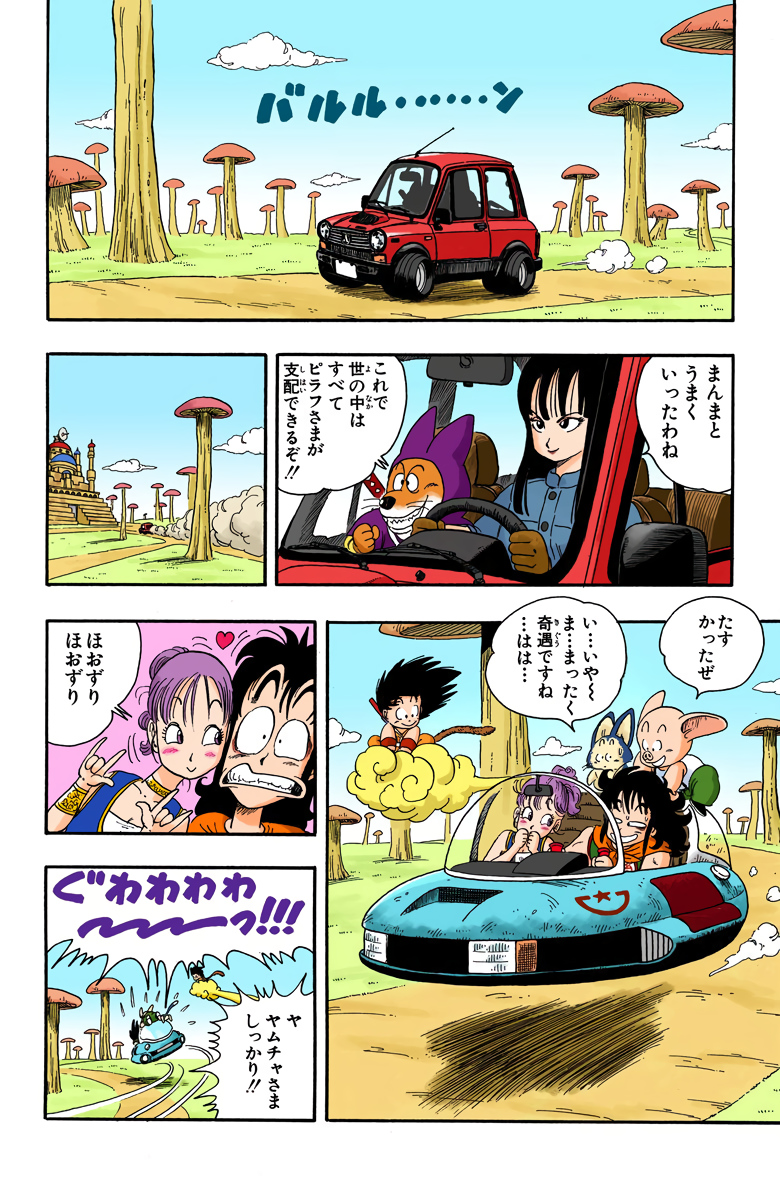 バルル・・・・・・ン
まんまと
うまく
いったわね
これで
世の中は
すべて
ピラフさまが
支配できるぞ!!
たす
かったぜ
い…いや〜
ま…まったく
奇遇ですね
…はは…
ほおずり
ほおずり
ぐわわわわ
〜〜〜っ!!!
ヤ
ヤムチャさま
しっかり!!